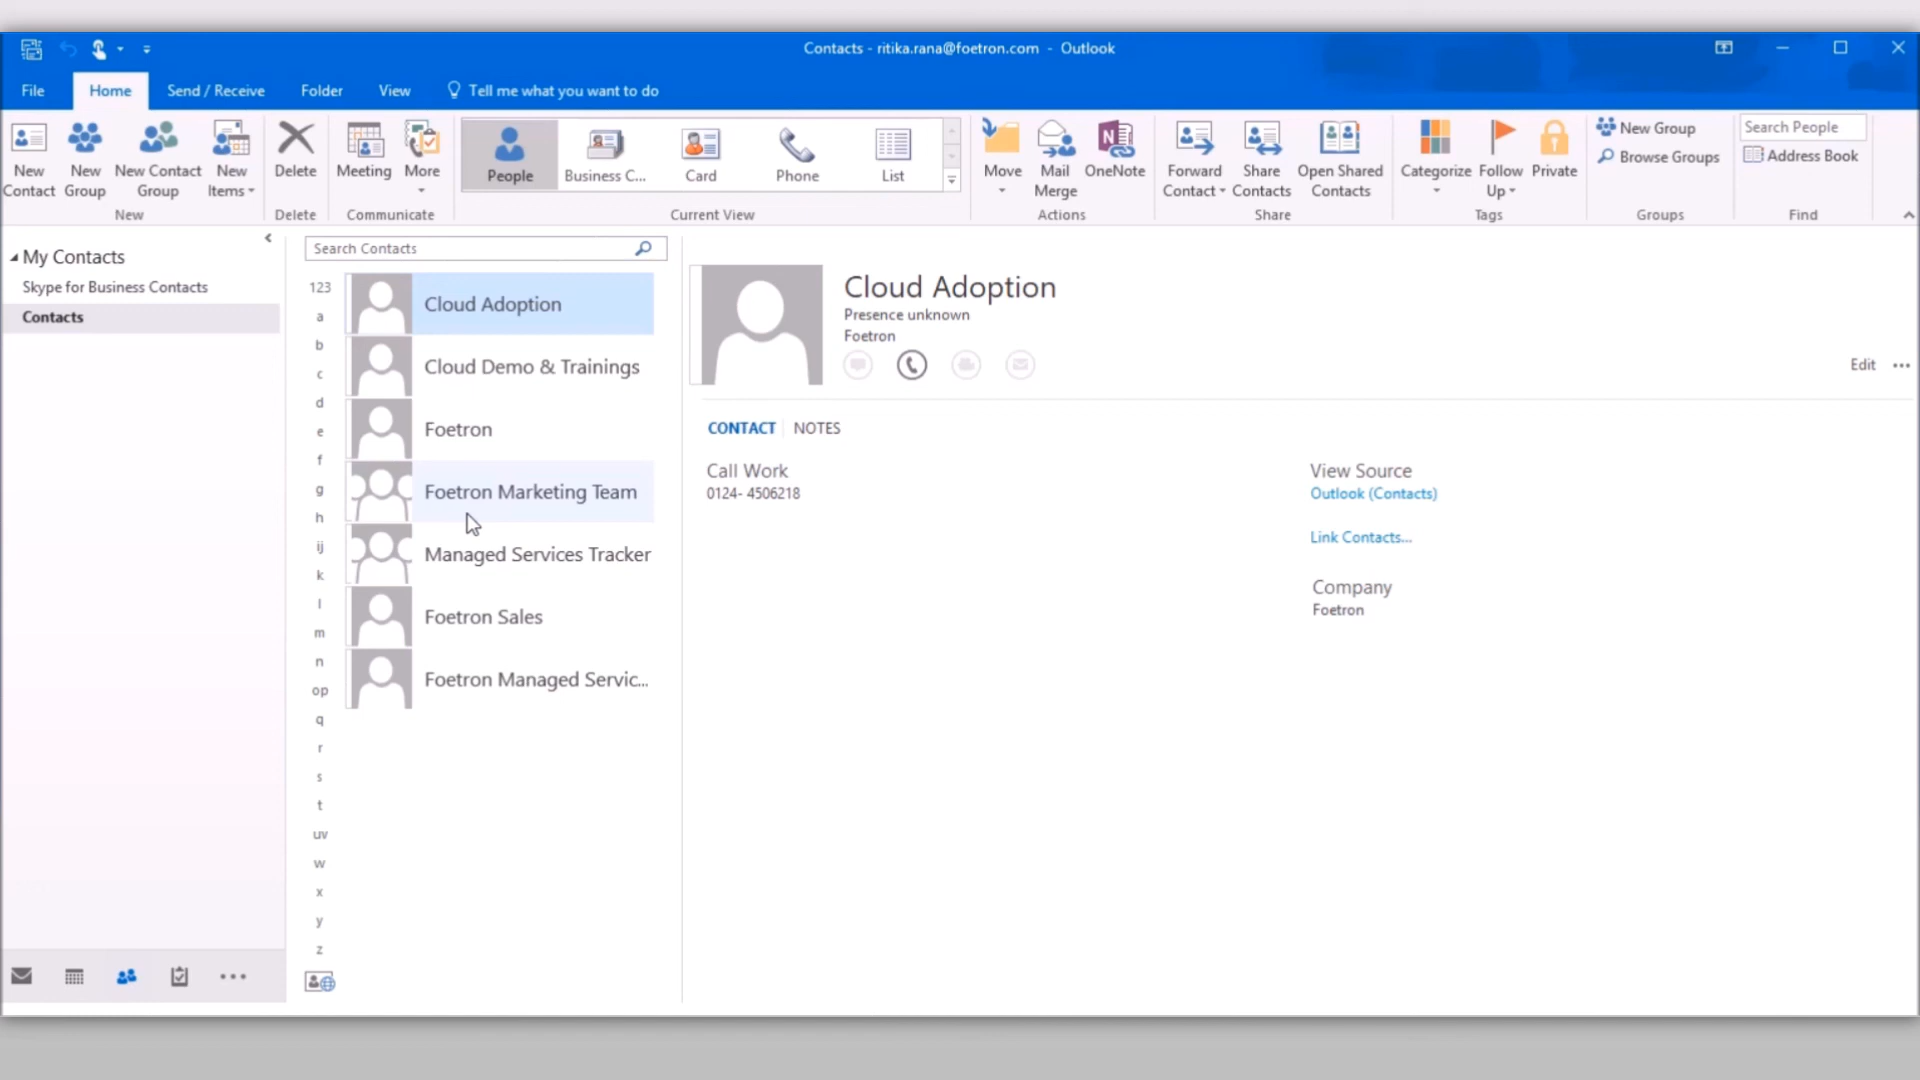 Contacts - ritika.rana@foetron.com - Outlook
File Home Send / Receive Folder View Tell me what you want to do
New Contact
New Group
New Contact Group
New Items
New
Delete
Delete
Meeting
More
Communicate
People
Business C...
Card
Phone
List
Current View
Move
Mail Merge
OneNote
Actions
Forward Contact
Share Contacts
Open Shared Contacts
Share
Categorize
Follow Up
Private
Tags
New Group
Browse Groups
Groups
Search People
Address Book
Find
My Contacts
Skype for Business Contacts
Contacts
Search Contacts
123
a
b
c
d
e
f
g
h
ij
k
l
m
n
op
q
r
s
t
uv
w
x
y
z
Cloud Adoption
Cloud Demo & Trainings
Foetron
Foetron Marketing Team
Managed Services Tracker
Foetron Sales
Foetron Managed Servic...
Cloud Adoption
Presence unknown
Foetron
Edit
CONTACT NOTES
Call Work
0124- 4506218
View Source
Outlook (Contacts)
Link Contacts...
Company
Foetron